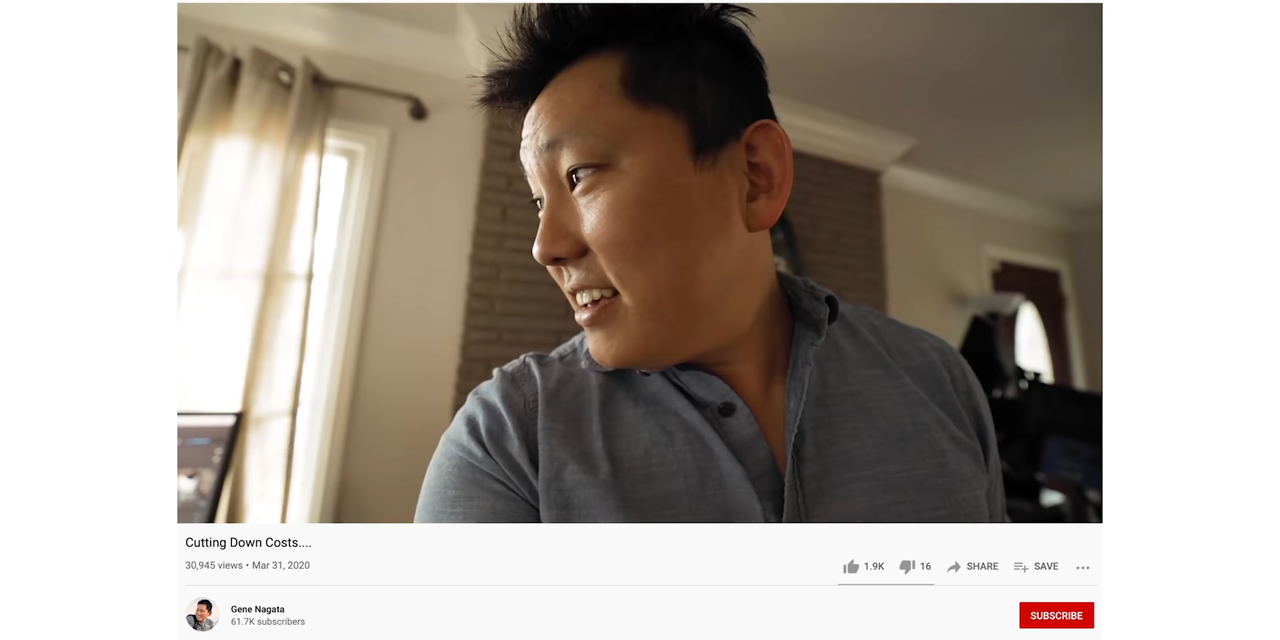 Cutting Down Costs....
30,945 views • Mar 31, 2020
1.9K 16 SHARE SAVE
Gene Nagata
61.7K subscribers
SUBSCRIBE